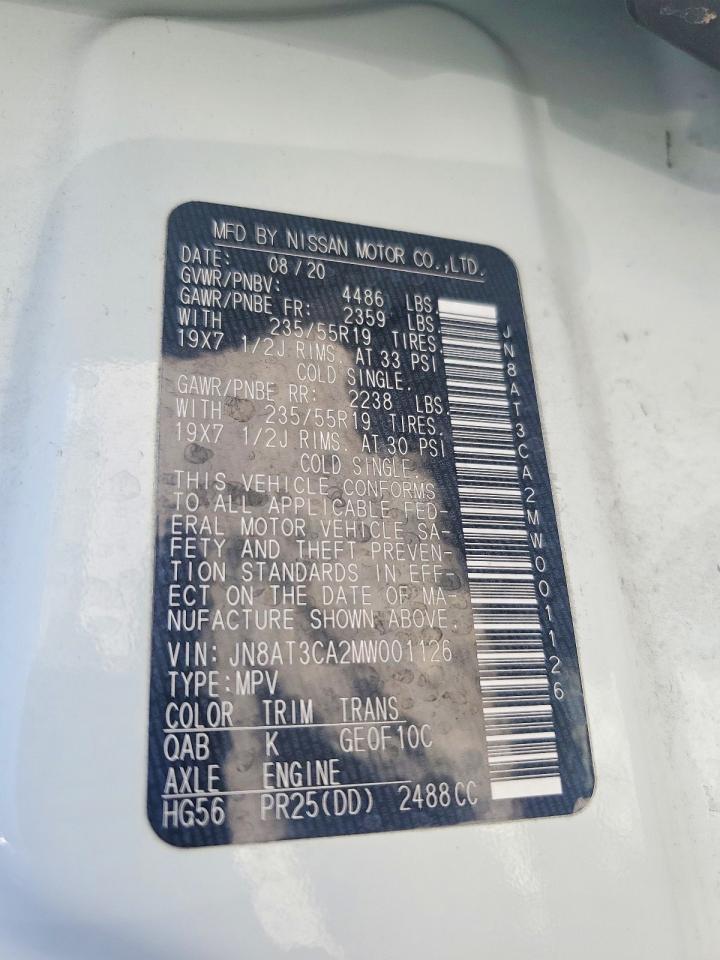 MFD BY NISSAN MOTOR CO.,LTD.
DATE: 08/20
GVWR/PNBV: 4486 LBS.
GAWR/PNBE FR: 2359 LBS.
WITH 235/55R19 TIRES.
19X7 1/2J RIMS. AT 33 PSI
COLD SINGLE.
GAWR/PNBE RR: 2238 LBS.
WITH 235/55R19 TIRES.
19X7 1/2J RIMS. AT 30 PSI
COLD SINGLE.
THIS VEHICLE CONFORMS
TO ALL APPLICABLE FED-
ERAL MOTOR VEHICLE SA-
FETY AND THEFT PREVEN-
TION STANDARDS IN EFF-
ECT ON THE DATE OF MA-
NUFACTURE SHOWN ABOVE.
VIN: JN8AT3CA2MW001126
TYPE:MPV
COLOR TRIM TRANS
QAB K GE0F10C
AXLE ENGINE
HG56 PR25(DD) 2488CC
JN8AT3CA2MW001126